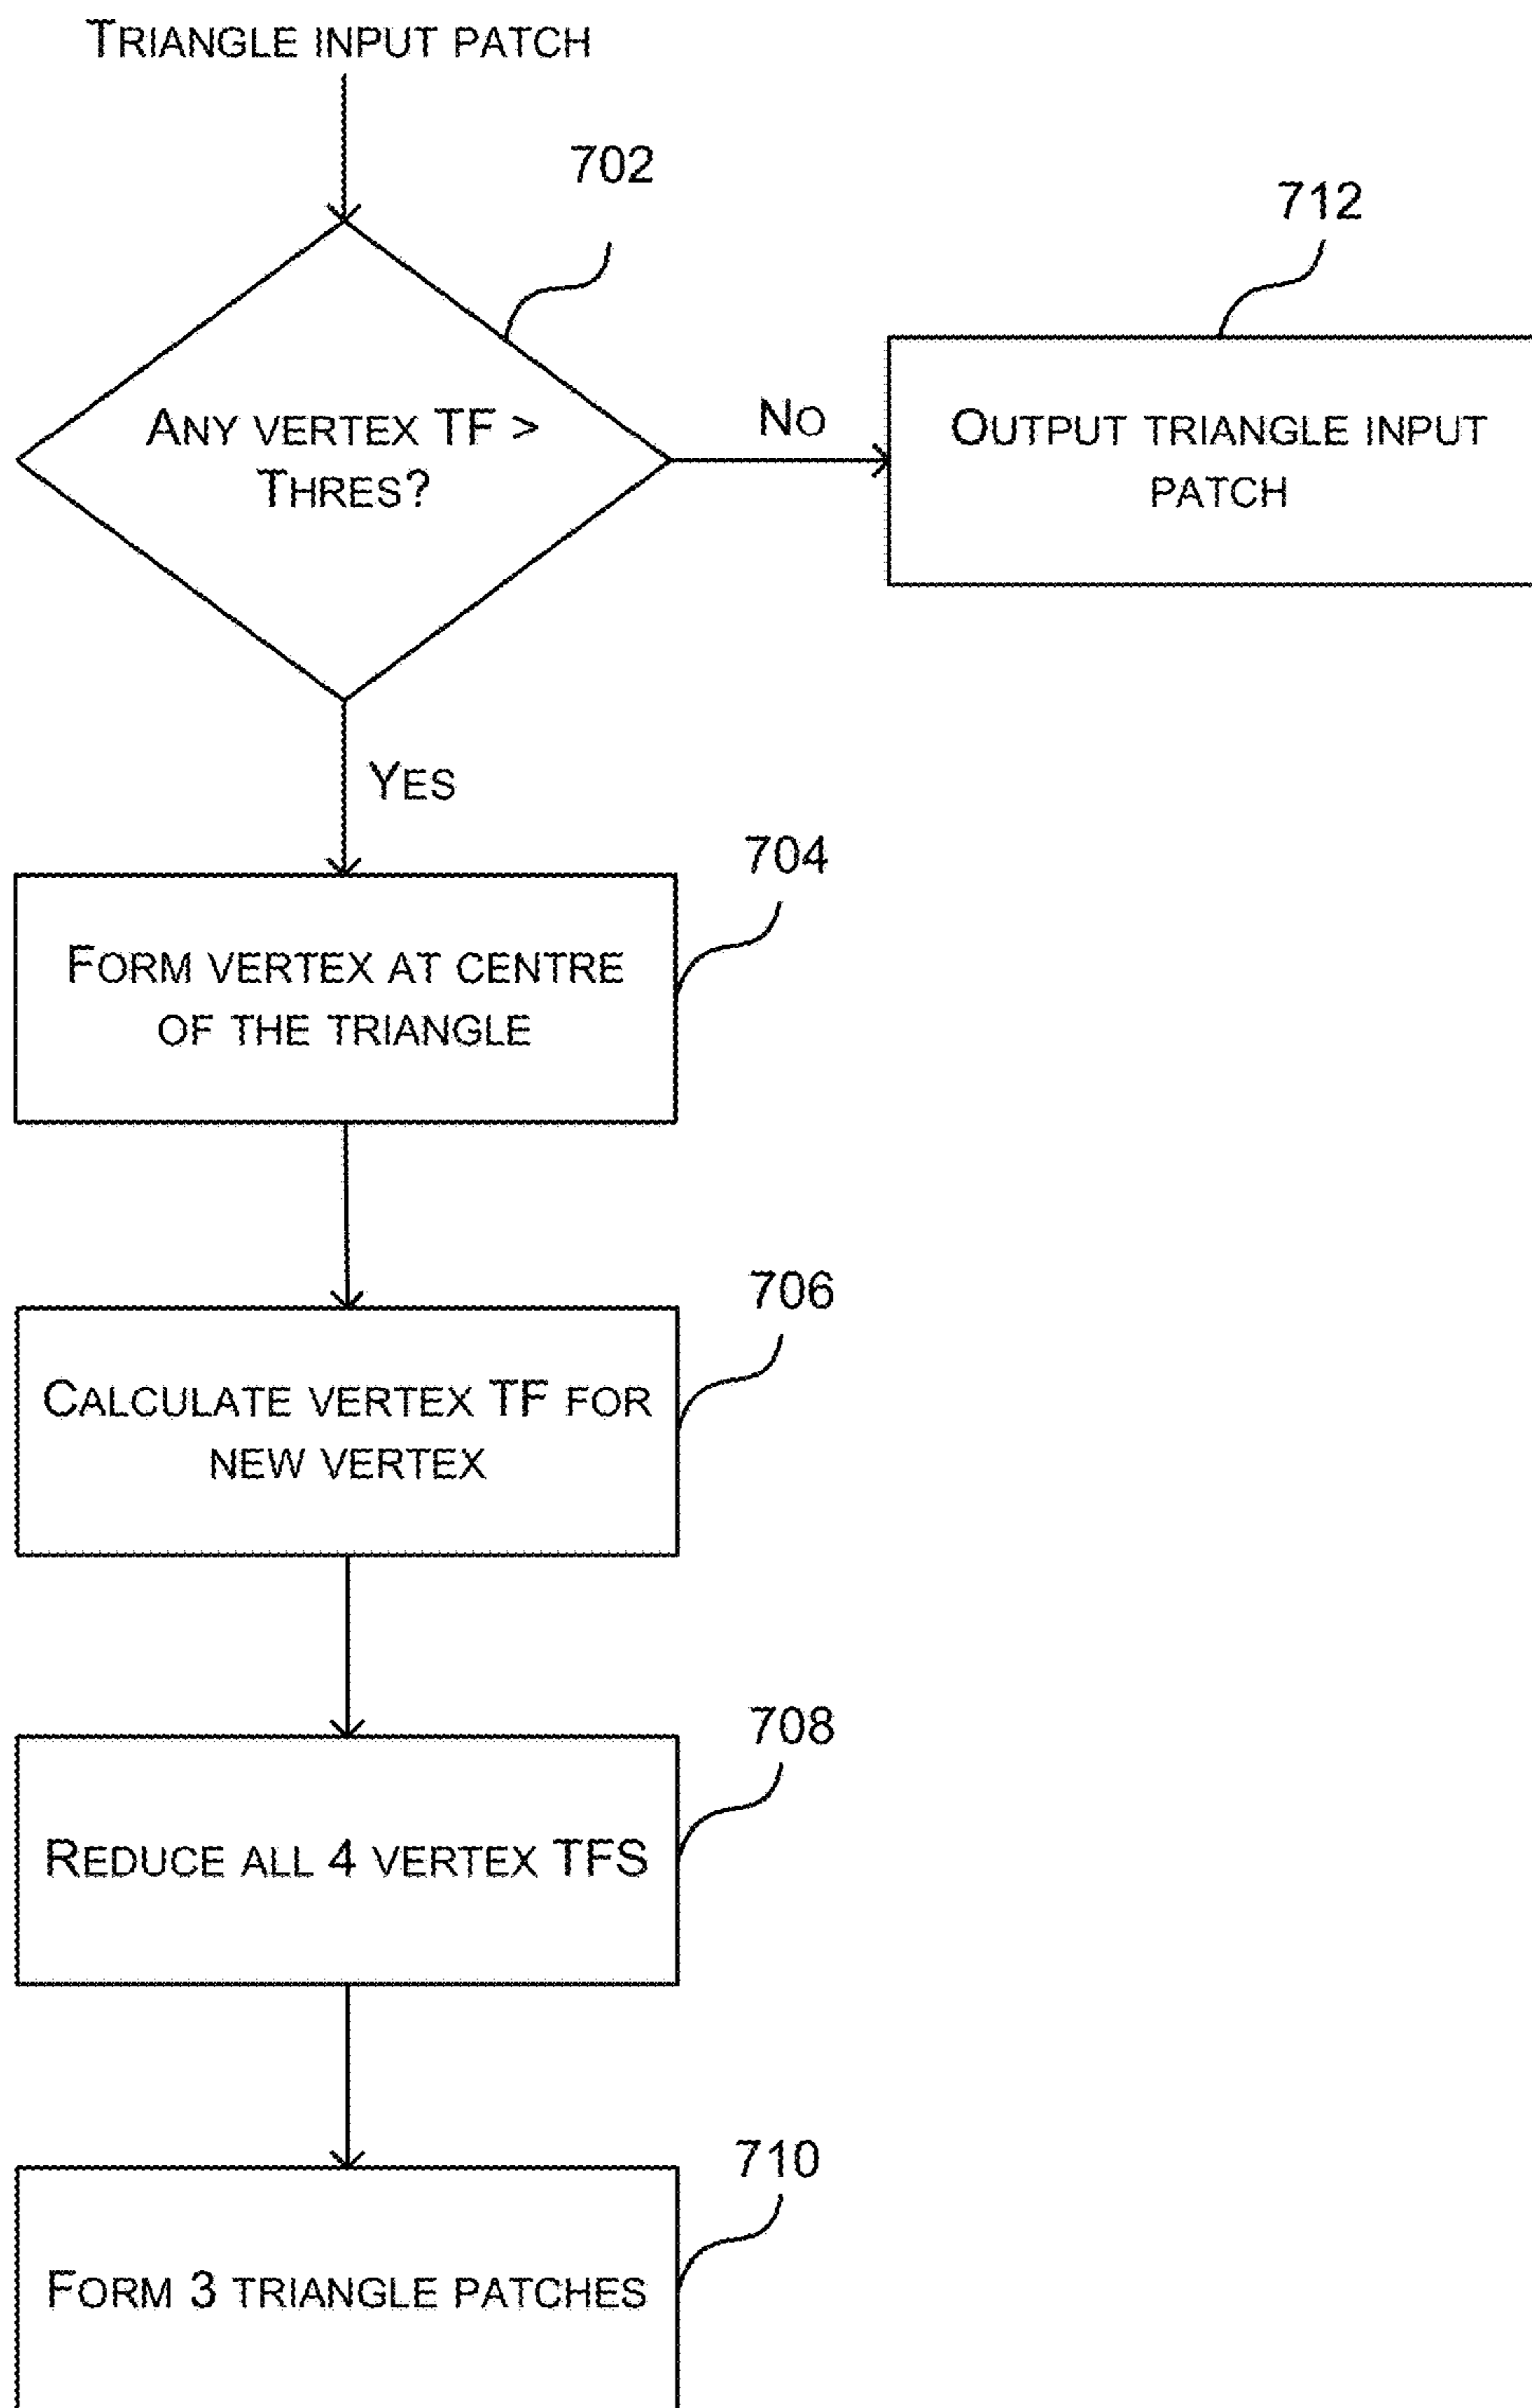 TRIANGLE INPUT PATCH
702
712
ANY VERTEX TF >
THRES?
NO
OUTPUT TRIANGLE INPUT
PATCH
YES
704
FORM VERTEX AT CENTRE
OF THE TRIANGLE
706
CALCULATE VERTEX TF FOR
NEW VERTEX
708
REDUCE ALL 4 VERTEX TFS
710
FORM 3 TRIANGLE PATCHES